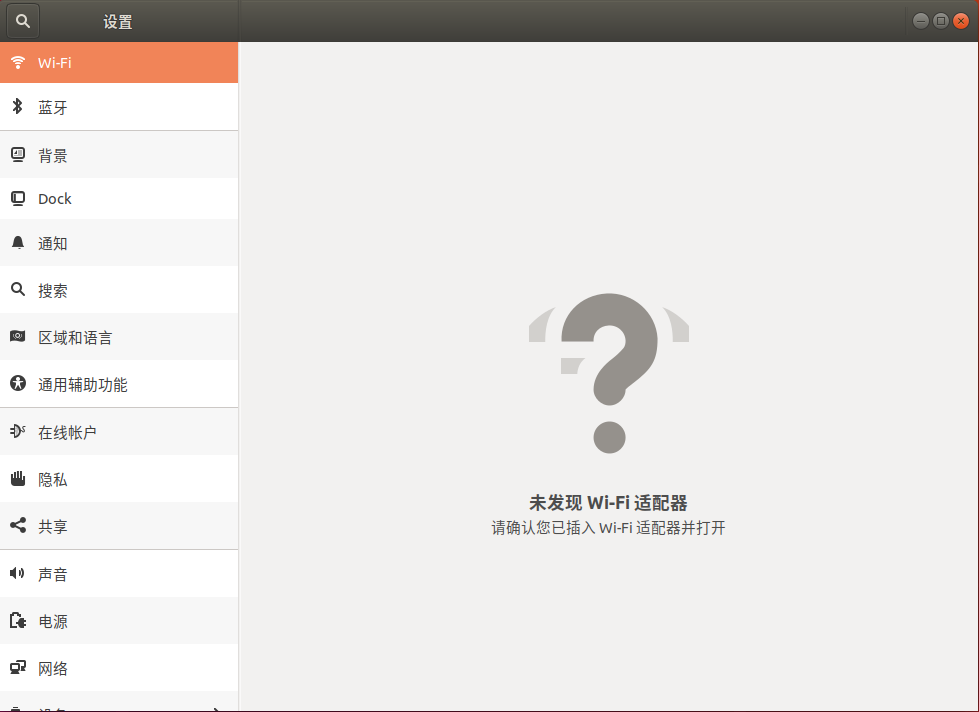 设置
Wi-Fi
蓝牙
背景
Dock
通知
搜索
区域和语言
通用辅助功能
在线帐户
隐私
共享
声音
电源
网络
未发现 Wi-Fi 适配器
请确认您已插入 Wi-Fi 适配器并打开